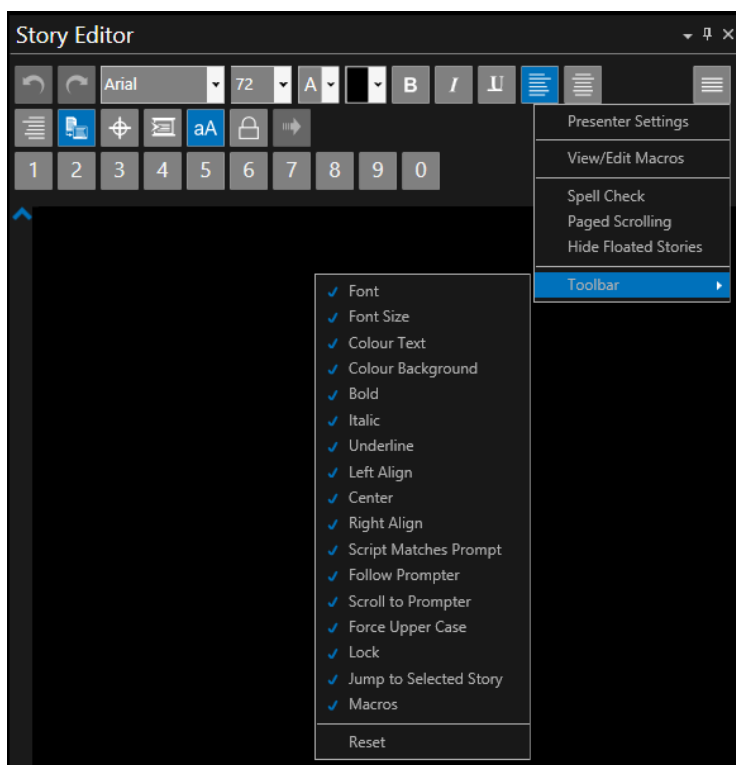 Story Editor
Arial 72 A B I U
aA
1 2 3 4 5 6 7 8 9 0
Presenter Settings
View/Edit Macros
Spell Check
Paged Scrolling
Hide Floated Stories
Toolbar
Font
Font Size
Colour Text
Colour Background
Bold
Italic
Underline
Left Align
Center
Right Align
Script Matches Prompt
Follow Prompter
Scroll to Prompter
Force Upper Case
Lock
Jump to Selected Story
Macros
Reset